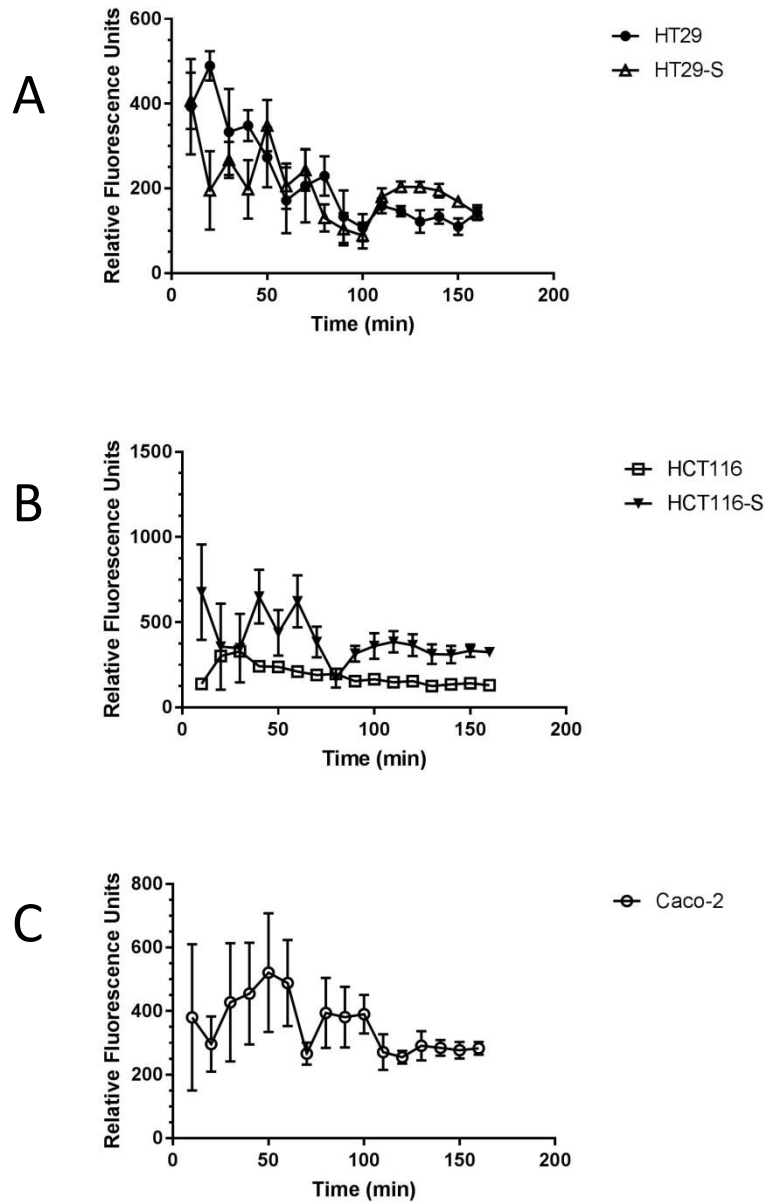 A
Relative Fluorescence Units
600
400
200
0
0 50 100 150 200
Time (min)
HT29
HT29-S
B
Relative Fluorescence Units
1500
1000
500
0
0 50 100 150 200
Time (min)
HCT116
HCT116-S
C
Relative Fluorescence Units
800
600
400
200
0
0 50 100 150 200
Time (min)
Caco-2